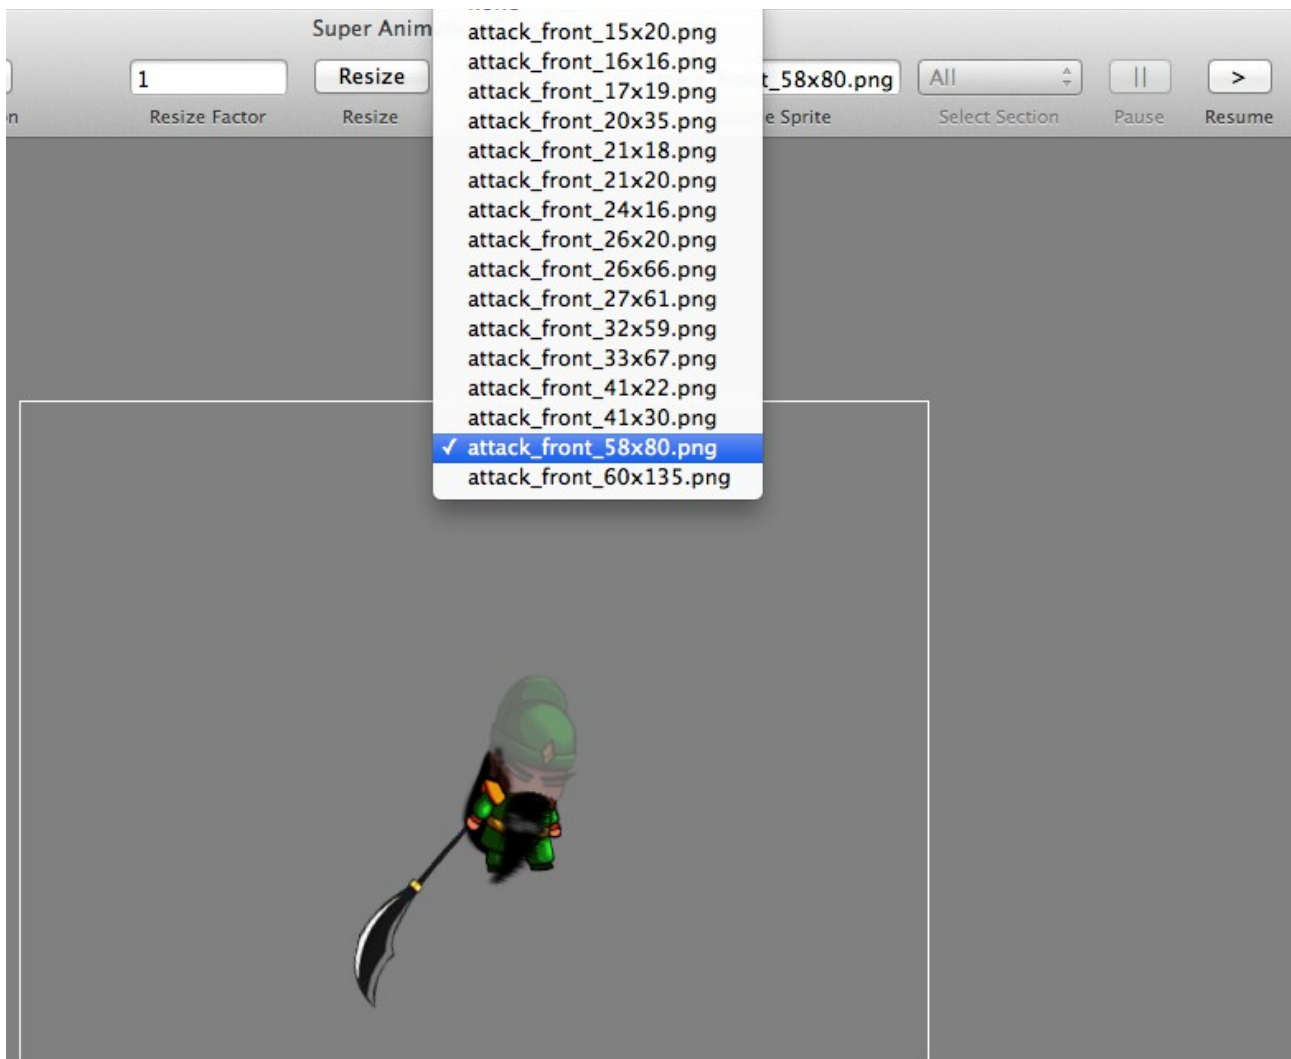 Super Anim
attack_front_15x20.png
attack_front_16x16.png
attack_front_17x19.png
attack_front_20x35.png
attack_front_21x18.png
attack_front_21x20.png
attack_front_24x16.png
attack_front_26x20.png
attack_front_26x66.png
attack_front_27x61.png
attack_front_32x59.png
attack_front_33x67.png
attack_front_41x22.png
attack_front_41x30.png
✓ attack_front_58x80.png
attack_front_60x135.png
1
Resize
t_58x80.png
All
||
>
n
Resize Factor
Resize
e Sprite
Select Section
Pause
Resume